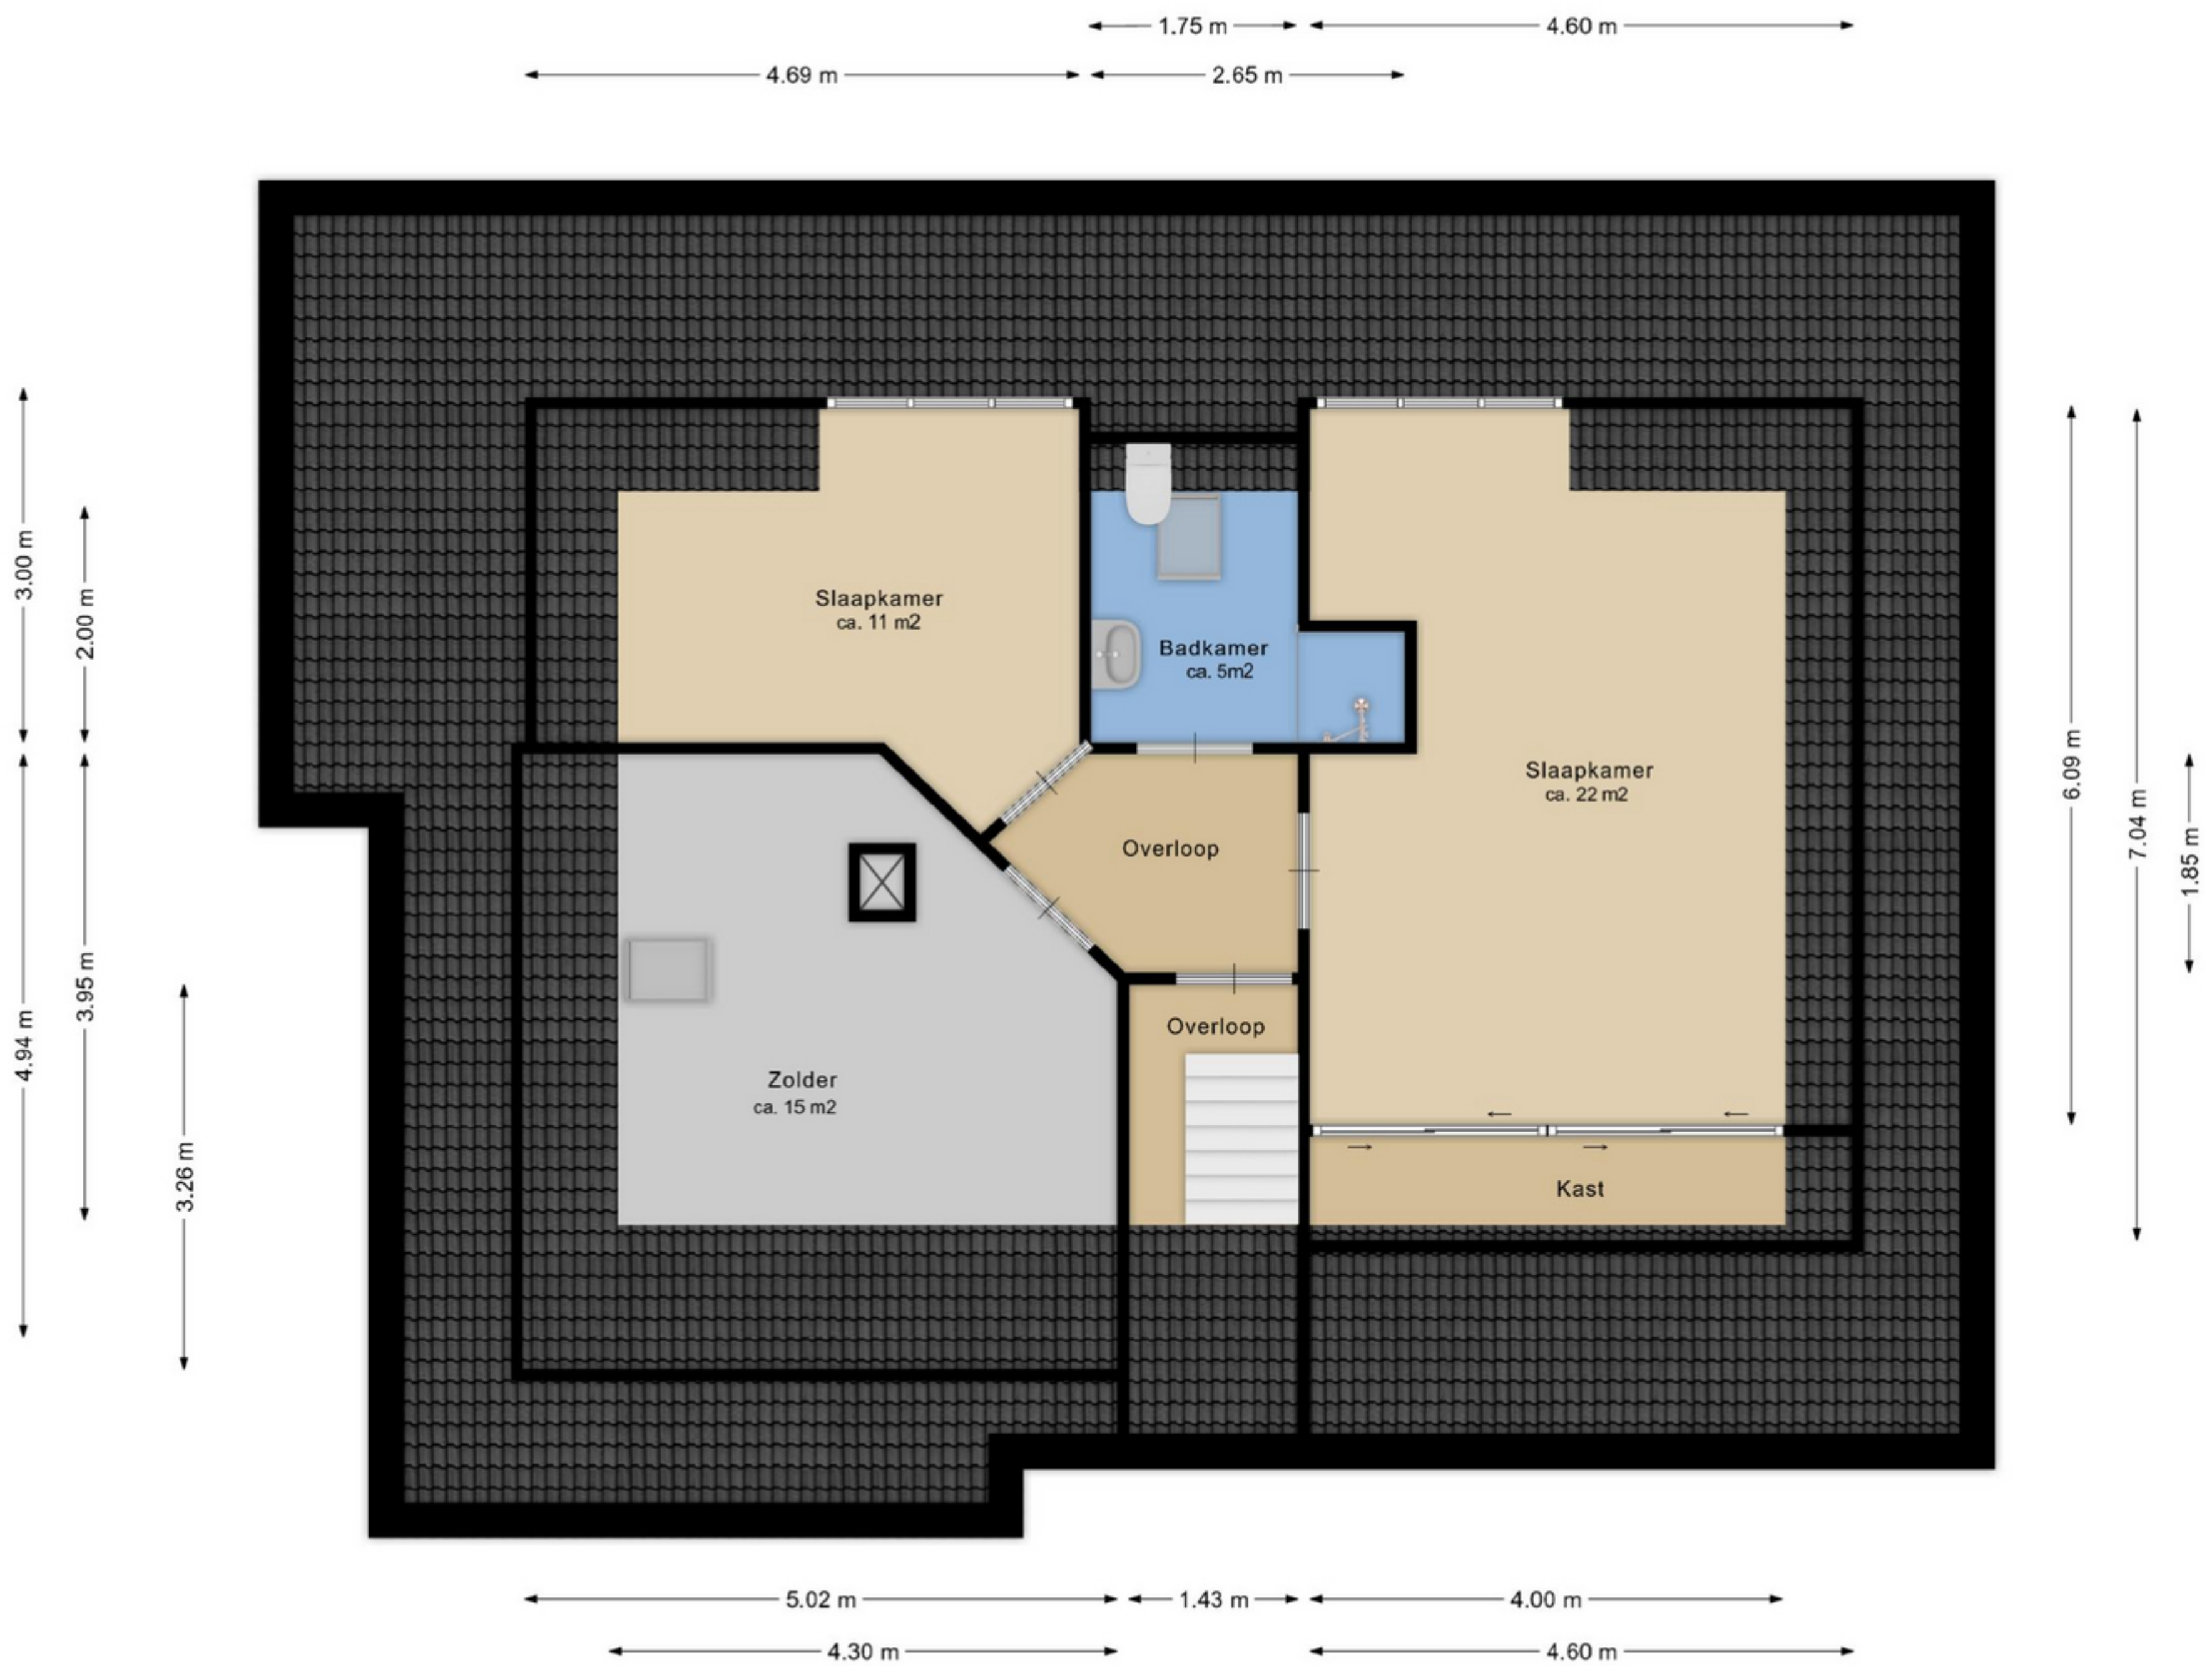 1.75 m
4.60 m
4.69 m
2.65 m
3.00 m
2.00 m
Slaapkamer
ca. 11 m2
Badkamer
ca. 5m2
Slaapkamer
ca. 22 m2
6.09 m
7.04 m
1.85 m
Overloop
4.94 m
3.95 m
3.26 m
Overloop
Zolder
ca. 15 m2
Kast
5.02 m
1.43 m
4.00 m
4.30 m
4.60 m